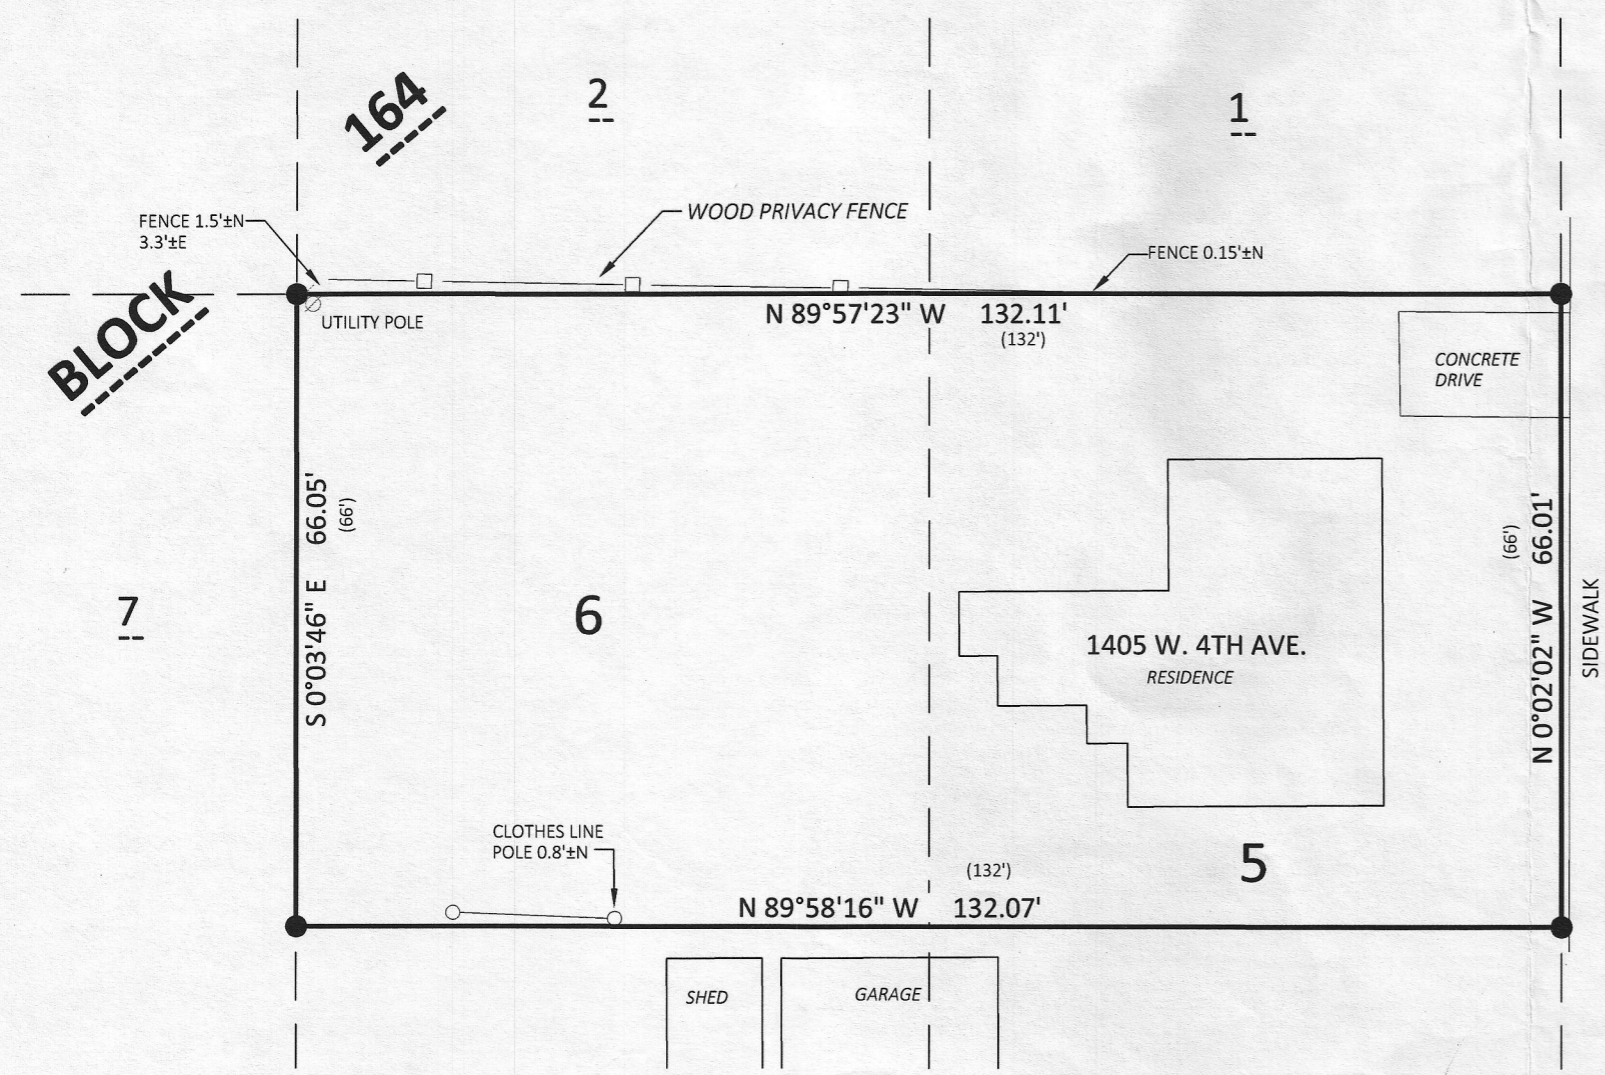 164
2
1
FENCE 1.5'±N
3.3'±E
WOOD PRIVACY FENCE
FENCE 0.15'±N
BLOCK
UTILITY POLE
N 89°57'23" W 132.11'
(132')
CONCRETE
DRIVE
S 0°03'46" E 66.05'
(66')
7
6
1405 W. 4TH AVE.
RESIDENCE
(66')
N 0°02'02" W 66.01'
SIDEWALK
CLOTHES LINE
POLE 0.8'±N
5
(132')
N 89°58'16" W 132.07'
SHED
GARAGE